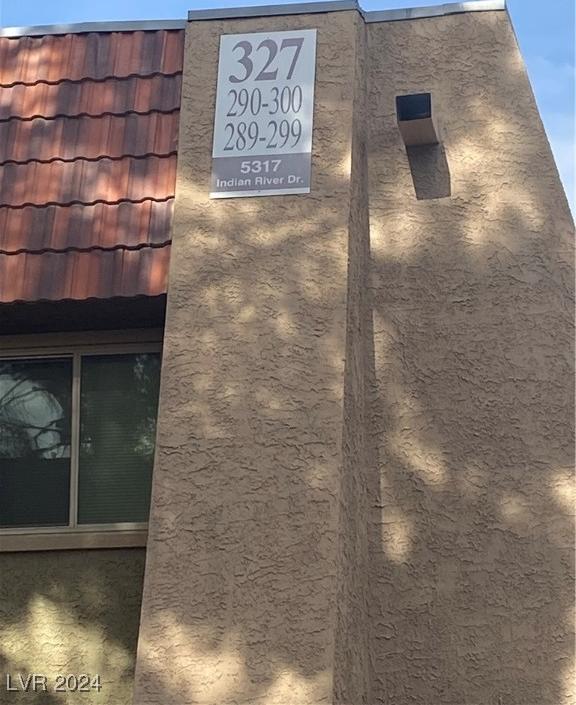 327
290-300
289-299
5317
Indian River Dr.
LVR 2024